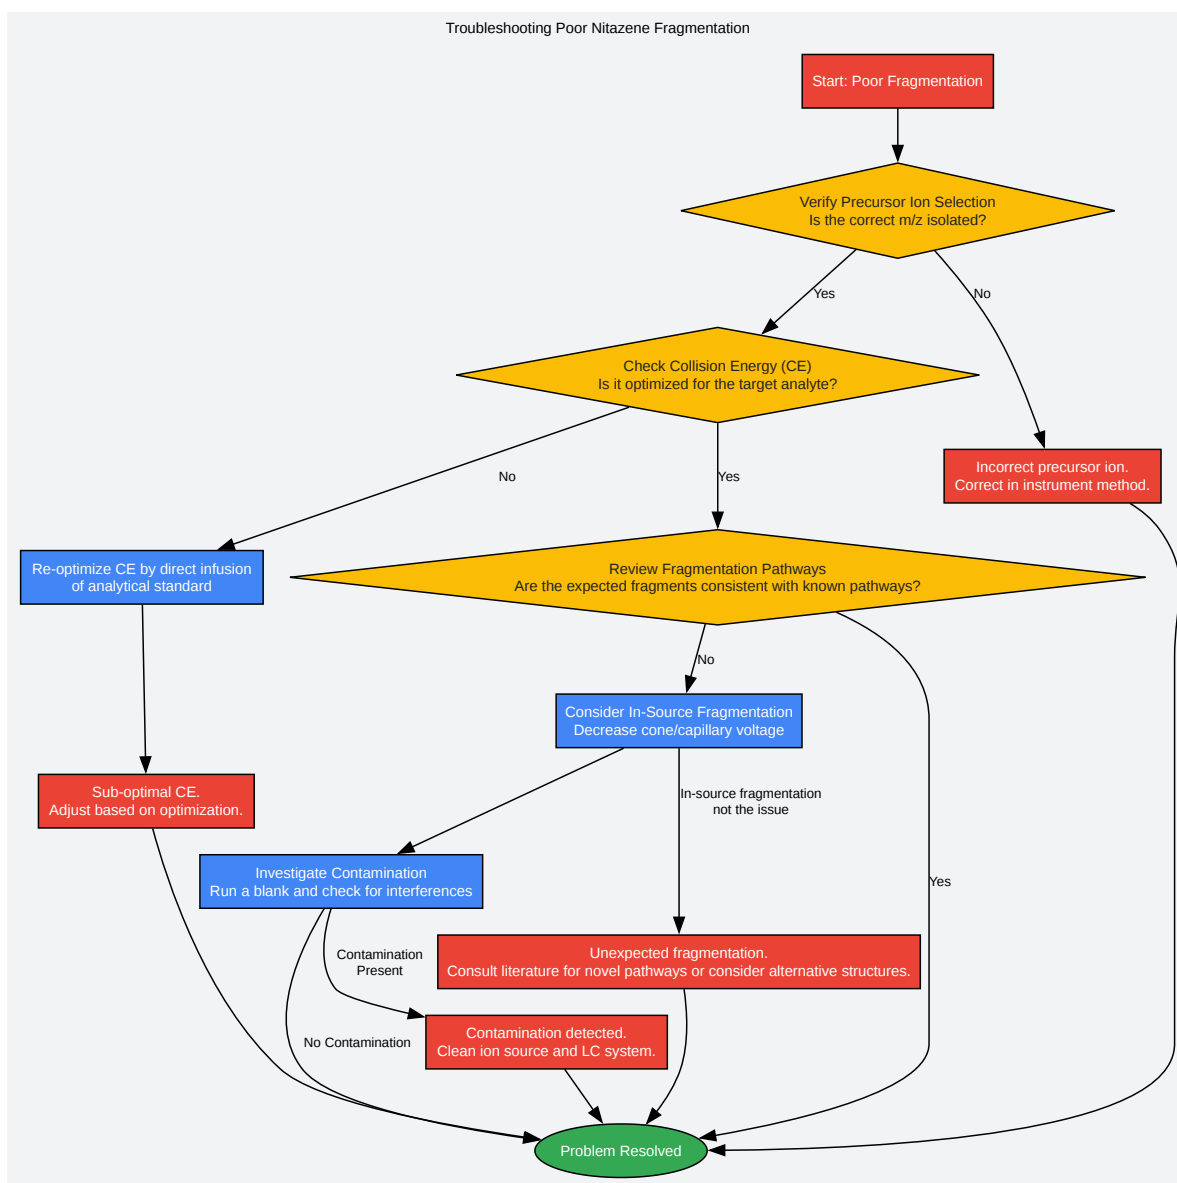 Troubleshooting Poor Nitazene Fragmentation
Start: Poor Fragmentation
Verify Precursor Ion Selection
Is the correct m/z isolated?
Yes
No
Check Collision Energy (CE)
Is it optimized for the target analyte?
No
Yes
Incorrect precursor ion.
Correct in instrument method.
Re-optimize CE by direct infusion
of analytical standard
Review Fragmentation Pathways
Are the expected fragments consistent with known pathways?
No
Consider In-Source Fragmentation
Decrease cone/capillary voltage
Sub-optimal CE.
Adjust based on optimization.
In-source fragmentation
not the issue
Investigate Contamination
Run a blank and check for interferences
Yes
Contamination
Present
Unexpected fragmentation.
Consult literature for novel pathways or consider alternative structures.
No Contamination
Contamination detected.
Clean ion source and LC system.
Problem Resolved